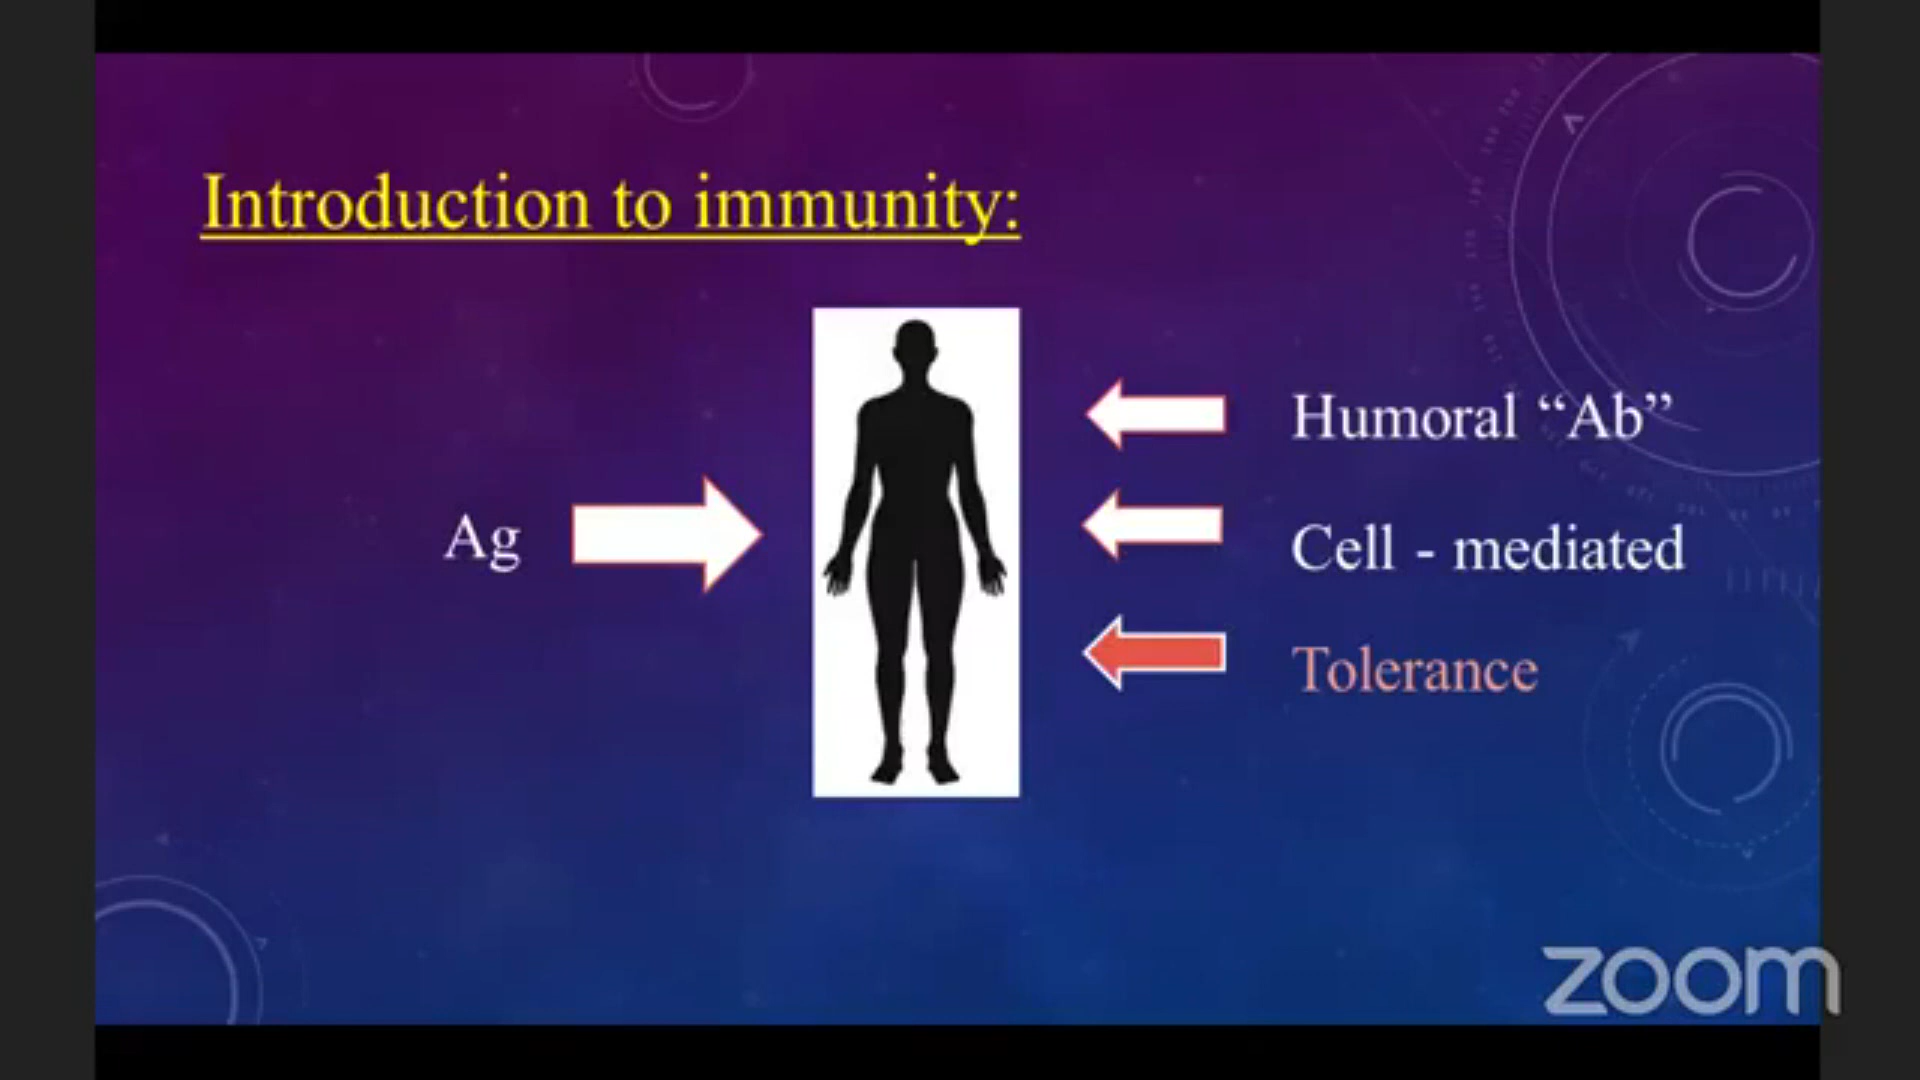 Introduction to immunity:
Ag
Humoral “Ab”
Cell - mediated
Tolerance
zoom